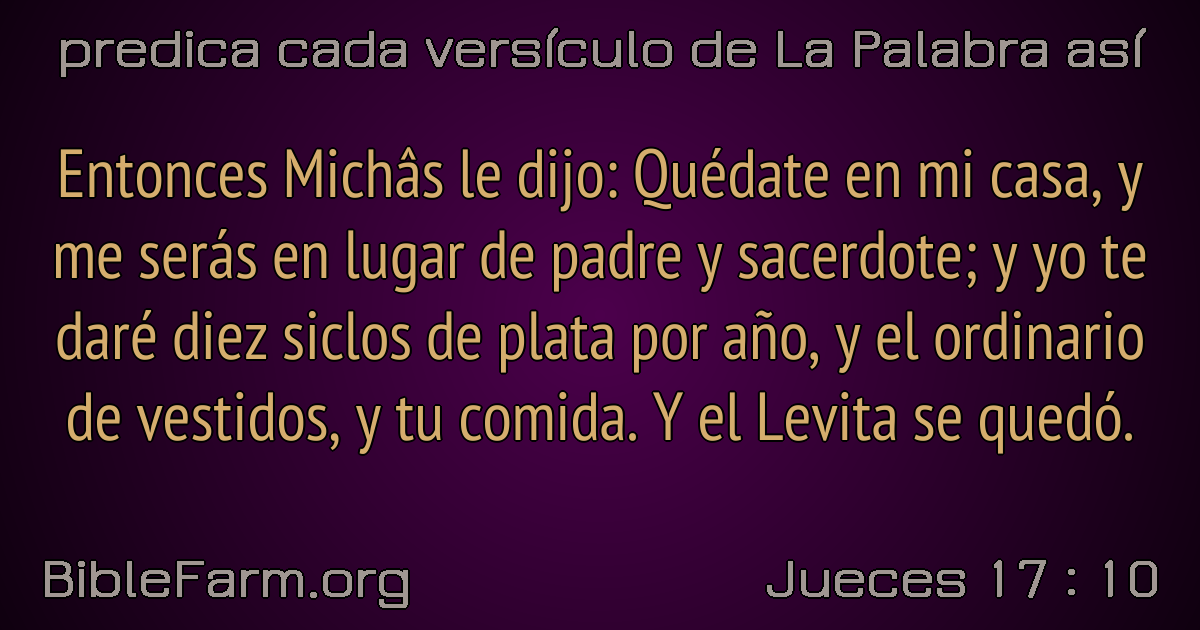 predica cada versículo de La Palabra así
Entonces Michâs le dijo: Quédate en mi casa, y
me serás en lugar de padre y sacerdote; y yo te
daré diez siclos de plata por año, y el ordinario
de vestidos, y tu comida. Y el Levita se quedó.
BibleFarm.org
Jueces 17 : 10